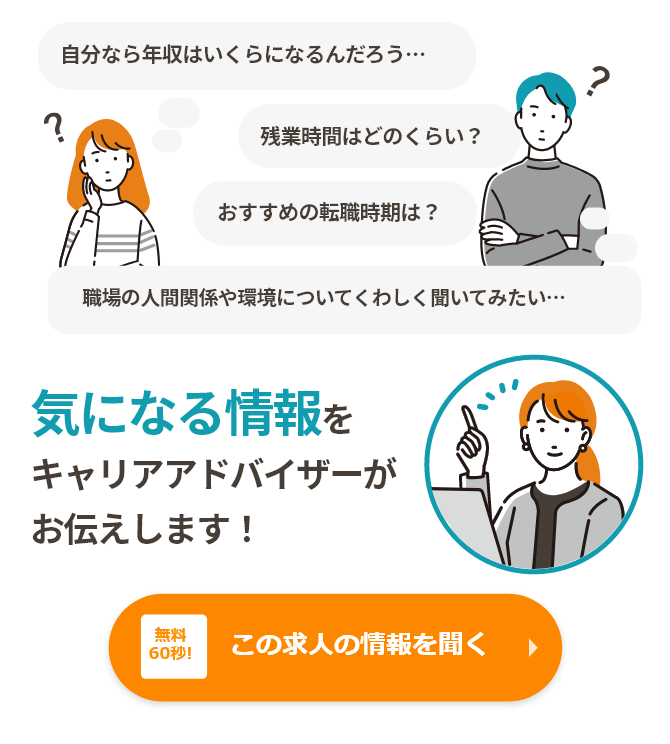 自分なら年収はいくらになるんだろう…
?
?
残業時間はどのくらい？
おすすめの転職時期は？
職場の人間関係や環境についてくわしく聞いてみたい…
気になる情報を
キャリアアドバイザーが
お伝えします！
無料
60秒!
この求人の情報を聞く